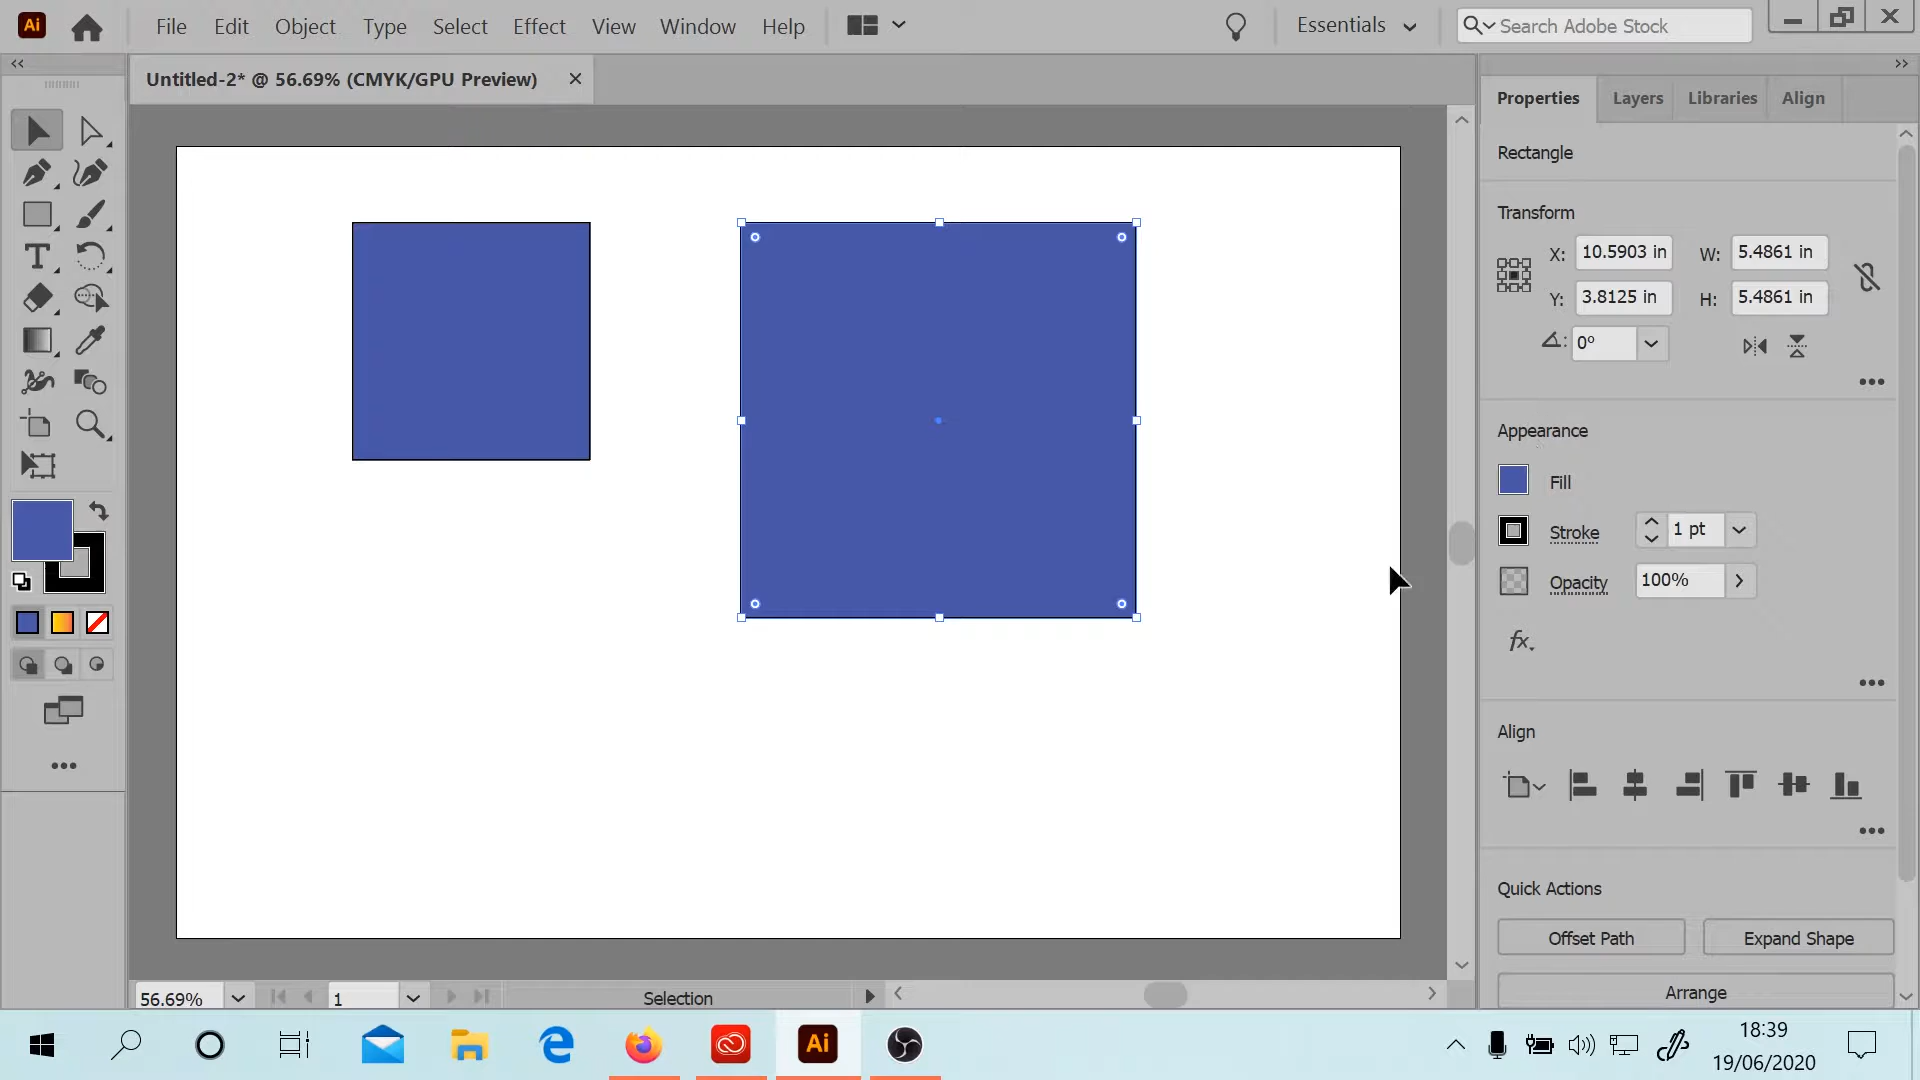 Ai File Edit Object Type Select Effect View Window Help Essentials Search Adobe Stock
Untitled-2* @ 56.69% (CMYK/GPU Preview)
Properties Layers Libraries Align
Rectangle
Transform
X: 10.5903 in W: 5.4861 in
Y: 3.8125 in H: 5.4861 in
0°
Appearance
Fill
Stroke 1 pt
Opacity 100%
fx.
Align
Quick Actions
Offset Path Expand Shape
Arrange
56.69% 1 Selection
Ai
18:39
19/06/2020